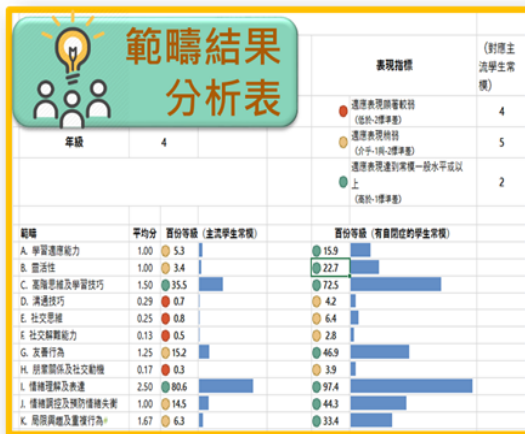 範疇結果
分析表
表現指標
(對應主
流學生常
模)
適應表現顯著較弱
(低於-2標準差)
4
年級
4
適應表現稍弱
(介乎-1與-2標準差)
5
適應表現達到常模一般水平或以
上
(高於-1標準差)
2
範疇 平均分 百份等級 (主流學生常模) 百份等級 (有自閉症的學生常模)
A. 學習適應能力 1.00 5.3 15.9
B. 靈活性 1.00 3.4 22.7
C. 高階思維及學習技巧 1.50 35.5 72.5
D. 溝通技巧 0.29 0.7 4.2
E. 社交思維 0.25 0.8 6.4
F. 社交解難能力 0.13 0.5 2.8
G. 友善行為 1.25 15.2 46.9
H. 朋輩關係及社交動機 0.17 0.3 3.9
I. 情緒理解及表達 2.50 80.6 97.4
J. 情緒調控及預防情緒失衡 1.00 14.5 44.3
K. 局限興趣及重複行為# 1.67 6.3 33.4